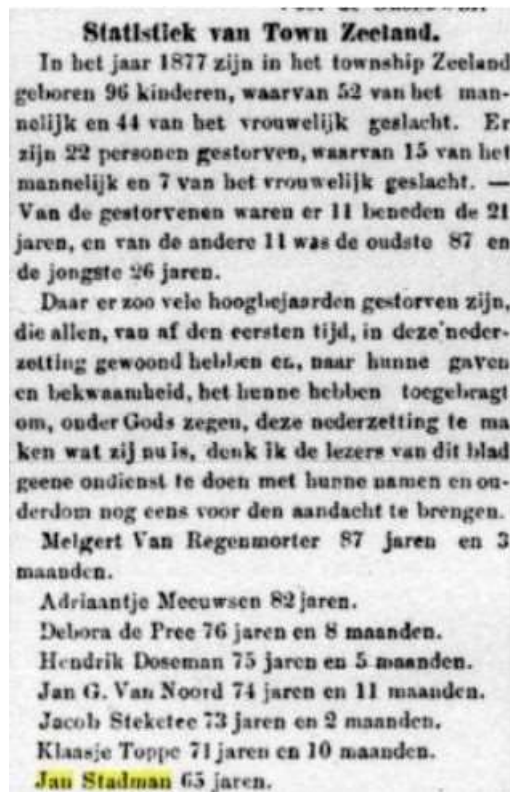 Statistiek van Town Zeeland.
In het jaar 1877 zijn in het township Zeeland
geboren 96 kinderen, waarvan 52 van het man-
nelijk en 44 van het vrouwelijk geslacht. Er
zijn 22 personen gestorven, waarvan 15 van het
mannelijk en 7 van het vrouwelijk geslacht. —
Van de gestorvenen waren er 11 beneden de 21
jaren, en van de andere 11 was de oudste 87 en
de jongste 26 jaren.
Daar er zoo vele hoogbejaarden gestorven zijn,
die allen, van af den eersten tijd, in deze neder-
zetting gewoond hebben en, naar hunne gaven
en bekwaamheid, het hunne hebben toegebragt
om, onder Gods zegen, deze nederzetting te ma
ken wat zij nu is, denk ik de lezers van dit blad
geene ondienst te doen met hunne namen en ou-
derdom nog eens voor den aandacht te brengen.
Melgert Van Regenmorter 87 jaren en 3
maanden.
Adriaantje Meeuwsen 82 jaren.
Debora de Pree 76 jaren en 8 maanden.
Hendrik Doseman 75 jaren en 5 maanden.
Jan G. Van Noord 74 jaren en 11 maanden.
Jacob Steketee 73 jaren en 2 maanden.
Klaasje Toppe 71 jaren en 10 maanden.
Jan Stadman 65 jaren.